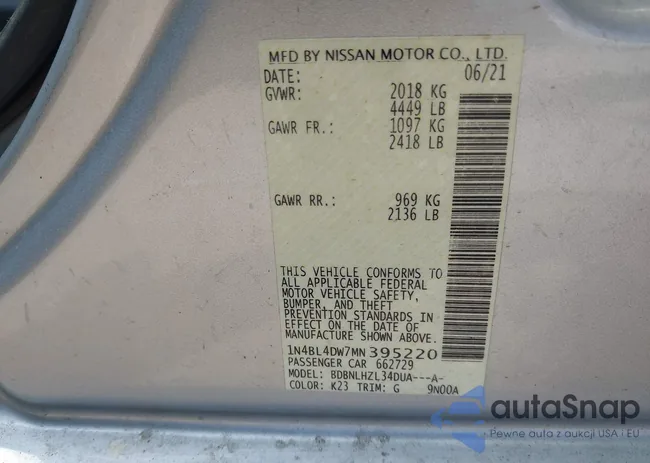 MFD BY NISSAN MOTOR CO., LTD.
DATE: 06/21
GVWR: 2018 KG
4449 LB
GAWR FR.: 1097 KG
2418 LB
GAWR RR.: 969 KG
2136 LB
THIS VEHICLE CONFORMS TO
ALL APPLICABLE FEDERAL
MOTOR VEHICLE SAFETY,
BUMPER, AND THEFT
PREVENTION STANDARDS IN
EFFECT ON THE DATE OF
MANUFACTURE SHOWN ABOVE.
1N4BL4DW7MN395220
PASSENGER CAR 662729
MODEL: BDBNLHZL34DUA---A-
COLOR: K23 TRIM: G 9N00A
autoSnap
Pewne auta z aukcji USA i EU